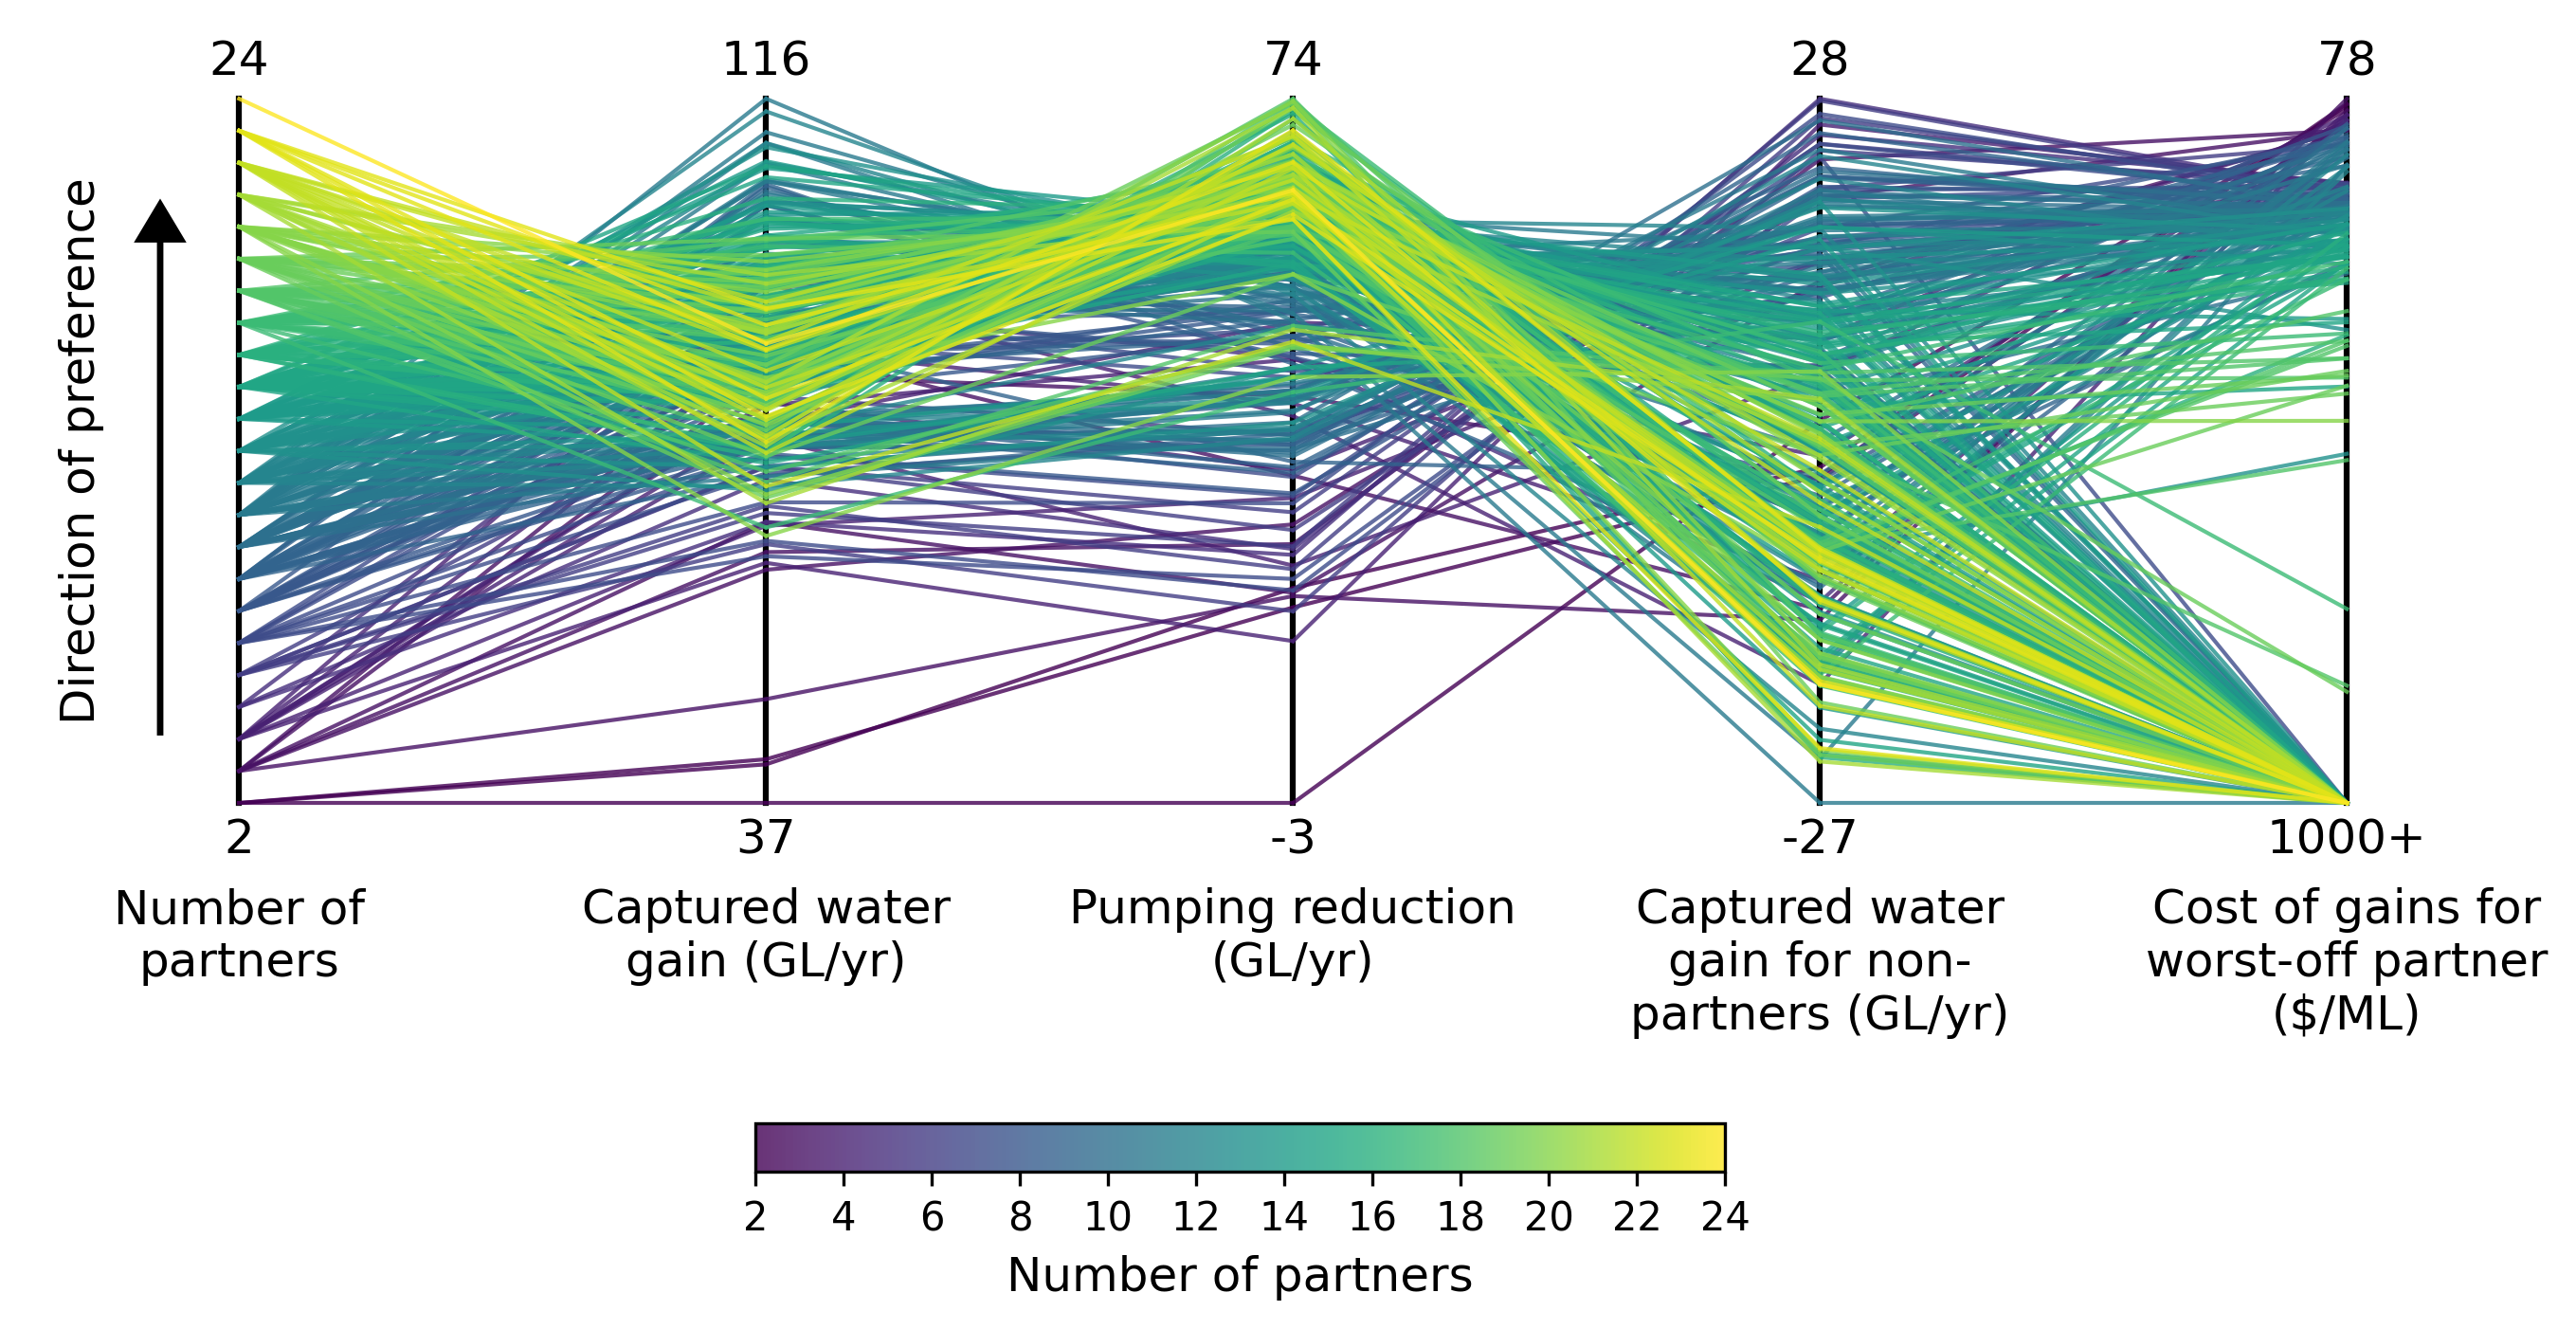 24
116
74
28
78
Direction of preference
2
37
-3
-27
1000+
Number of
partners
Captured water
gain (GL/yr)
Pumping reduction
(GL/yr)
Captured water
gain for non-
partners (GL/yr)
Cost of gains for
worst-off partner
($/ML)
2 4 6 8 10 12 14 16 18 20 22 24
Number of partners